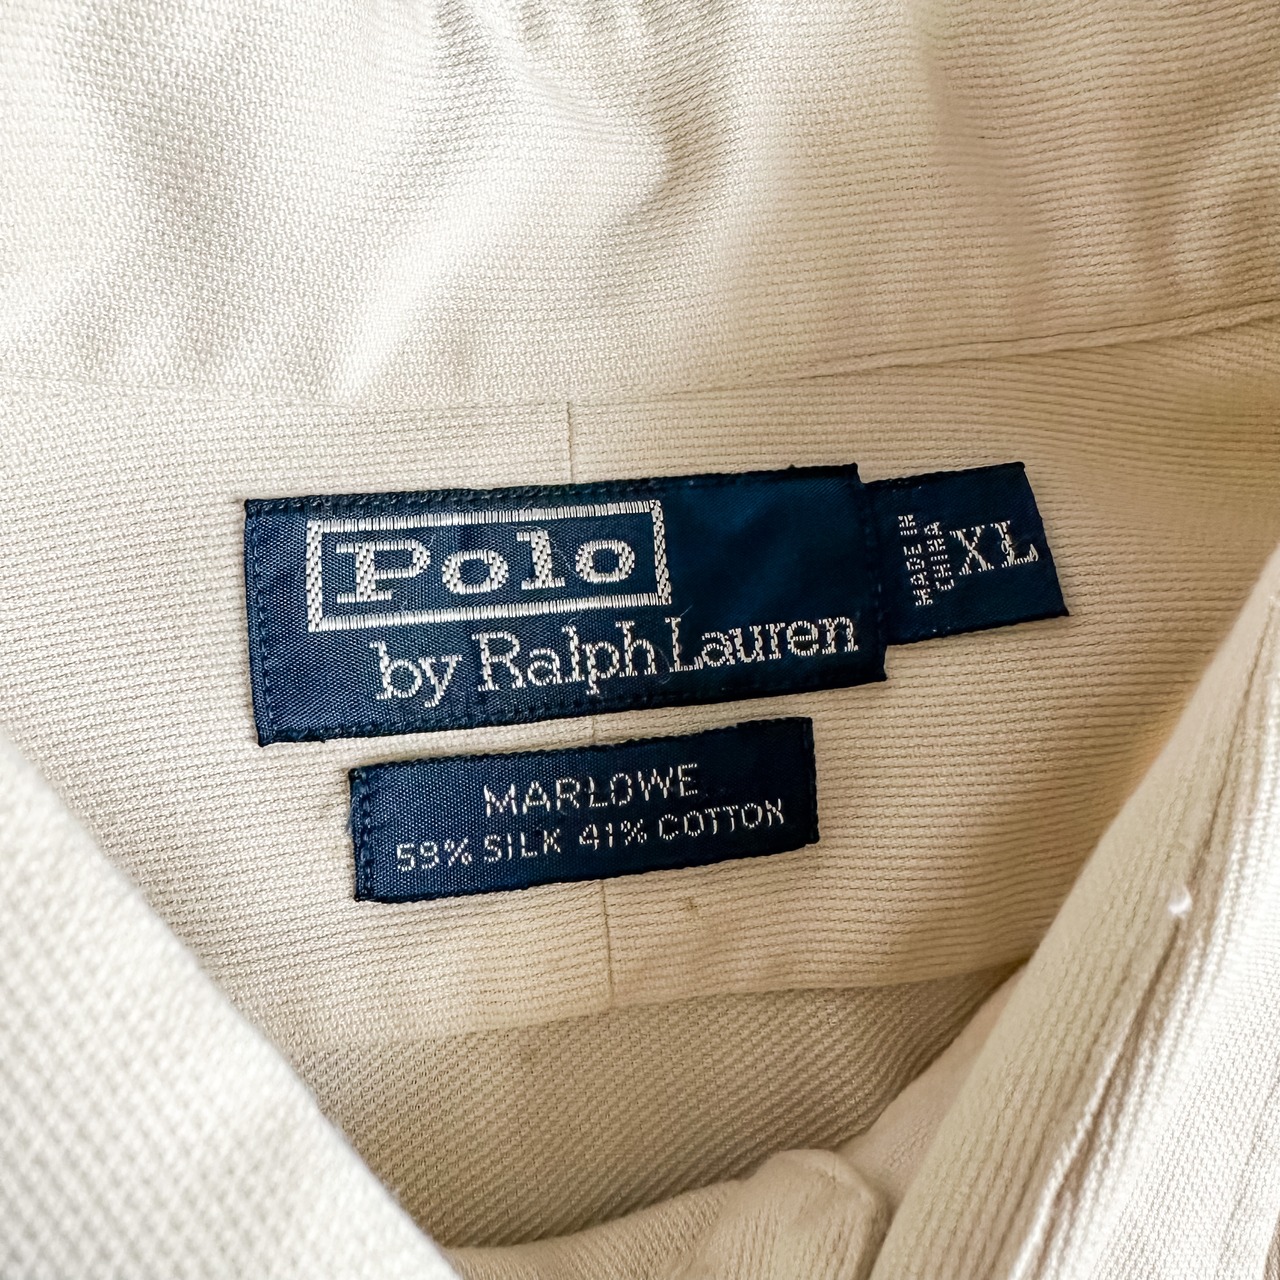 Polo
by Ralph Lauren
MADE IN
CHINA
XL
MARLOWE
59% SILK 41% COTTON